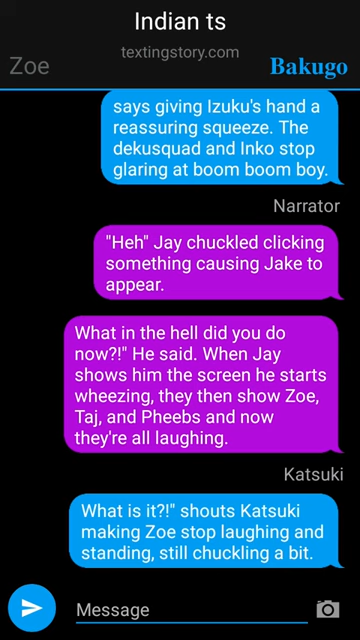 Indian ts
textingstory.com
Zoe
Bakugo
says giving Izuku's hand a
reassuring squeeze. The
dekusquad and Inko stop
glaring at boom boom boy.
Narrator
"Heh" Jay chuckled clicking
something causing Jake to
appear.
What in the hell did you do
now?!" He said. When Jay
shows him the screen he starts
wheezing, they then show Zoe,
Taj, and Pheebs and now
they're all laughing.
Katsuki
What is it?!" shouts Katsuki
making Zoe stop laughing and
standing, still chuckling a bit.
Message